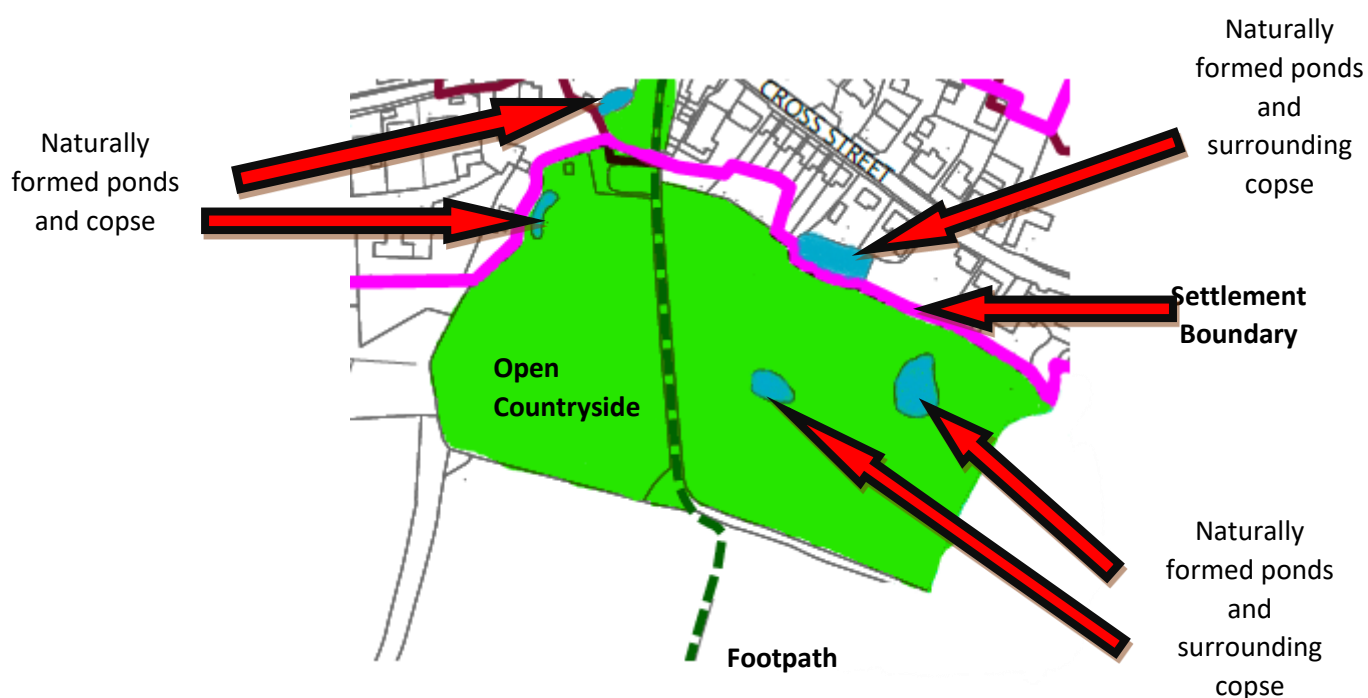 Naturally
formed ponds
and
surrounding
copse
CROSS STREET
Naturally
formed ponds
and copse
Settlement
Boundary
Open
Countryside
Naturally
formed ponds
and
surrounding
copse
Footpath